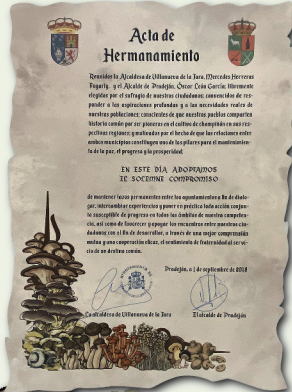 Acta de
Hermanamiento
Reunidos la Alcaldesa de Villanueva de la Jara, Mercedes Herreras
Fugarty, y el Alcalde de Pradejón, Óscar León García; libremente
elegidos por el sufragio de nuestros ciudadanos; convencidos de respon-
der a las aspiraciones profundas y a las necesidades reales de
nuestras poblaciones; conscientes de que nuestros pueblos comparten
historia común por ser pioneros en el cultivo de champiñón en sus res-
pectivas regiones; y motivados por el hecho de que las relaciones entre
ambos municipios constituyen uno de los pilares para el mantenimien-
to de la paz, el progreso y la prosperidad;
EN ESTE DÍA ADOPTAMOS
EL SOLEMNE COMPROMISO
de mantener lazos permanentes entre los ayuntamientos a fin de dialo-
gar, intercambiar experiencias y poner en práctica toda acción conjun-
ta susceptible de progreso en todos los ámbitos de nuestra competen-
cia, así como de favorecer y apoyar los encuentros entre nuestros ciu-
dadanos con el fin de desarrollar, a través de una mejor comprensión
mutua y una cooperación eficaz, el sentimiento de fraternidad al servi-
cio de un destino común.
Pradejón, a 1 de septiembre de 2018
La alcaldesa de Villanueva de la Jara
El alcalde de Pradejón